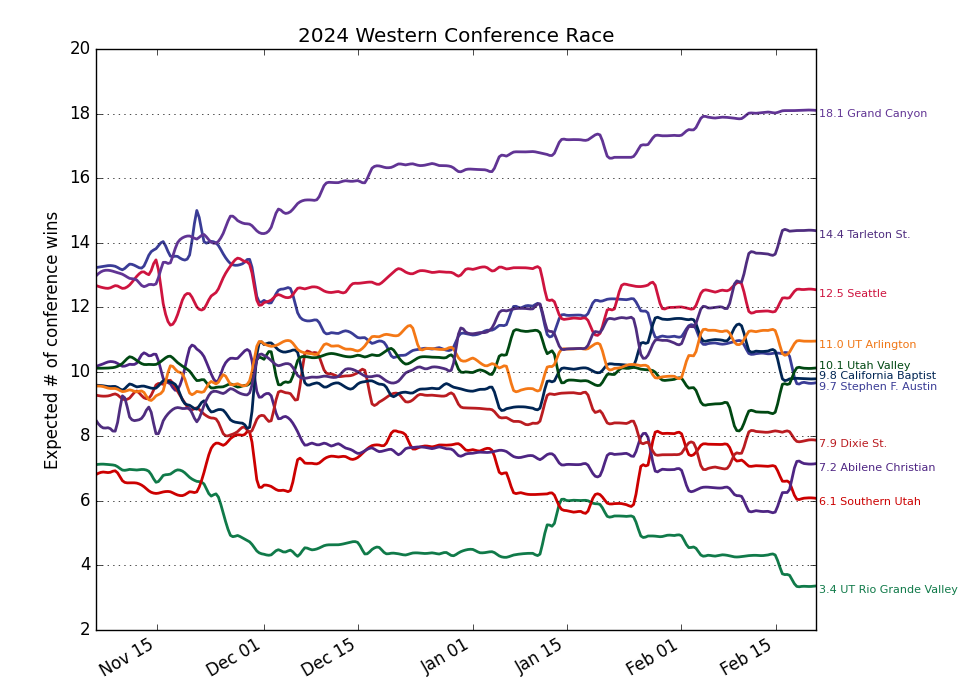 2024 Western Conference Race
Expected # of conference wins
20
18
16
14
12
10
8
6
4
2
Nov 15
Dec 01
Dec 15
Jan 01
Jan 15
Feb 01
Feb 15
18.1 Grand Canyon
14.4 Tarleton St.
12.5 Seattle
11.0 UT Arlington
10.1 Utah Valley
9.8 California Baptist
9.7 Stephen F. Austin
7.9 Dixie St.
7.2 Abilene Christian
6.1 Southern Utah
3.4 UT Rio Grande Valley